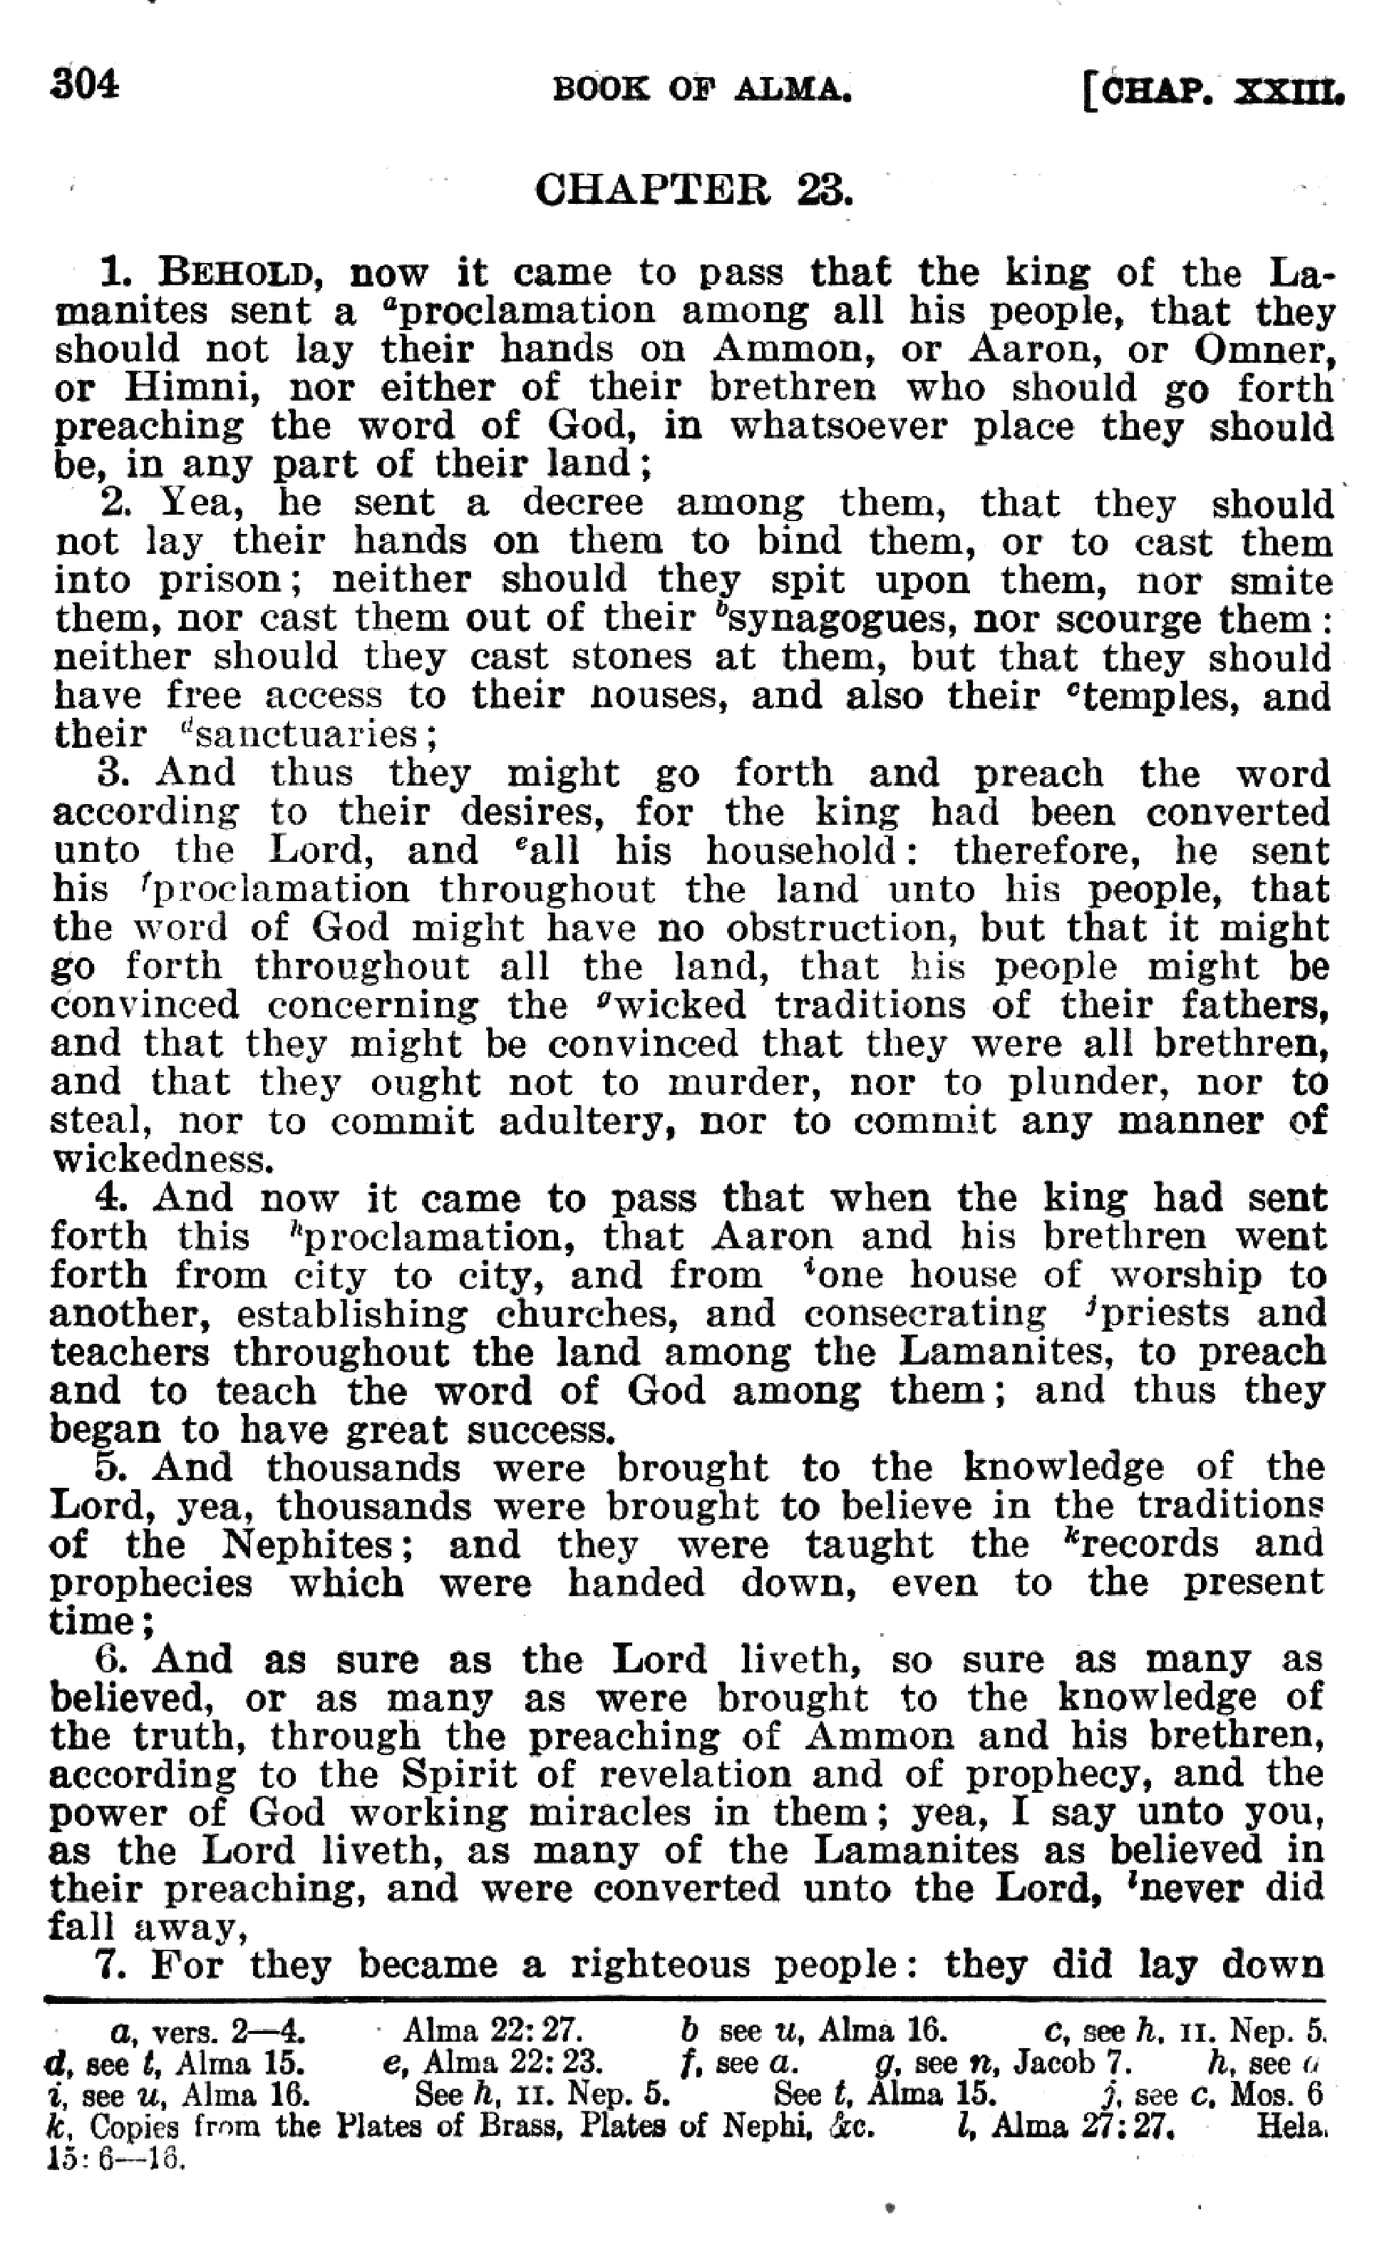 304 BOOK OF ALMA. [CHAP. XXIII.
CHAPTER 23.
1. BEHOLD, now it came to pass that the king of the La-
manites sent a ᵃproclamation among all his people, that they
should not lay their hands on Ammon, or Aaron, or Omner,
or Himni, nor either of their brethren who should go forth
preaching the word of God, in whatsoever place they should
be, in any part of their land;
2. Yea, he sent a decree among them, that they should
not lay their hands on them to bind them, or to cast them
into prison; neither should they spit upon them, nor smite
them, nor cast them out of their ᵇsynagogues, nor scourge them:
neither should they cast stones at them, but that they should
have free access to their houses, and also their ᶜtemples, and
their ᵈsanctuaries;
3. And thus they might go forth and preach the word
according to their desires, for the king had been converted
unto the Lord, and ᵉall his household: therefore, he sent
his ᶠproclamation throughout the land unto his people, that
the word of God might have no obstruction, but that it might
go forth throughout all the land, that his people might be
convinced concerning the ᵍwicked traditions of their fathers,
and that they might be convinced that they were all brethren,
and that they ought not to murder, nor to plunder, nor to
steal, nor to commit adultery, nor to commit any manner of
wickedness.
4. And now it came to pass that when the king had sent
forth this ʰproclamation, that Aaron and his brethren went
forth from city to city, and from ⁱone house of worship to
another, establishing churches, and consecrating ʲpriests and
teachers throughout the land among the Lamanites, to preach
and to teach the word of God among them; and thus they
began to have great success.
5. And thousands were brought to the knowledge of the
Lord, yea, thousands were brought to believe in the traditions
of the Nephites; and they were taught the ᵏrecords and
prophecies which were handed down, even to the present
time;
6. And as sure as the Lord liveth, so sure as many as
believed, or as many as were brought to the knowledge of
the truth, through the preaching of Ammon and his brethren,
according to the Spirit of revelation and of prophecy, and the
power of God working miracles in them; yea, I say unto you,
as the Lord liveth, as many of the Lamanites as believed in
their preaching, and were converted unto the Lord, ˡnever did
fall away,
7. For they became a righteous people: they did lay down
a, vers. 2—4. Alma 22:27. b see u, Alma 16. c, see h, II. Nep. 5.
d, see t, Alma 15. e, Alma 22:23. f, see a. g, see n, Jacob 7. h, see a
i, see u, Alma 16. See h, II. Nep. 5. See t, Alma 15. j, see c, Mos. 6
k, Copies from the Plates of Brass, Plates of Nephi, &c. l, Alma 27:27. Hela.
15:6—16.